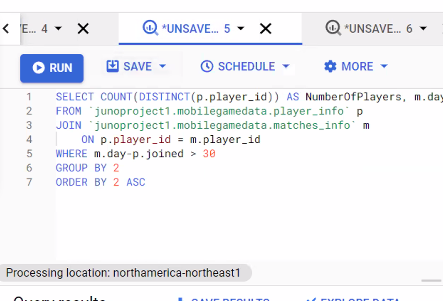 4
*UNSAVE... 5
*UNSAVE... 6
RUN
SAVE
SCHEDULE
MORE
1 SELECT COUNT(DISTINCT(p.player_id)) AS NumberOfPlayers, m.day
2 FROM `junoproject1.mobilegamedata.player_info` p
3 JOIN `junoproject1.mobilegamedata.matches_info` m
4 ON p.player_id = m.player_id
5 WHERE m.day-p.joined > 30
6 GROUP BY 2
7 ORDER BY 2 ASC
Processing location: northamerica-northeast1
Query results
SAVE RESULTS
EXPLORE DATA